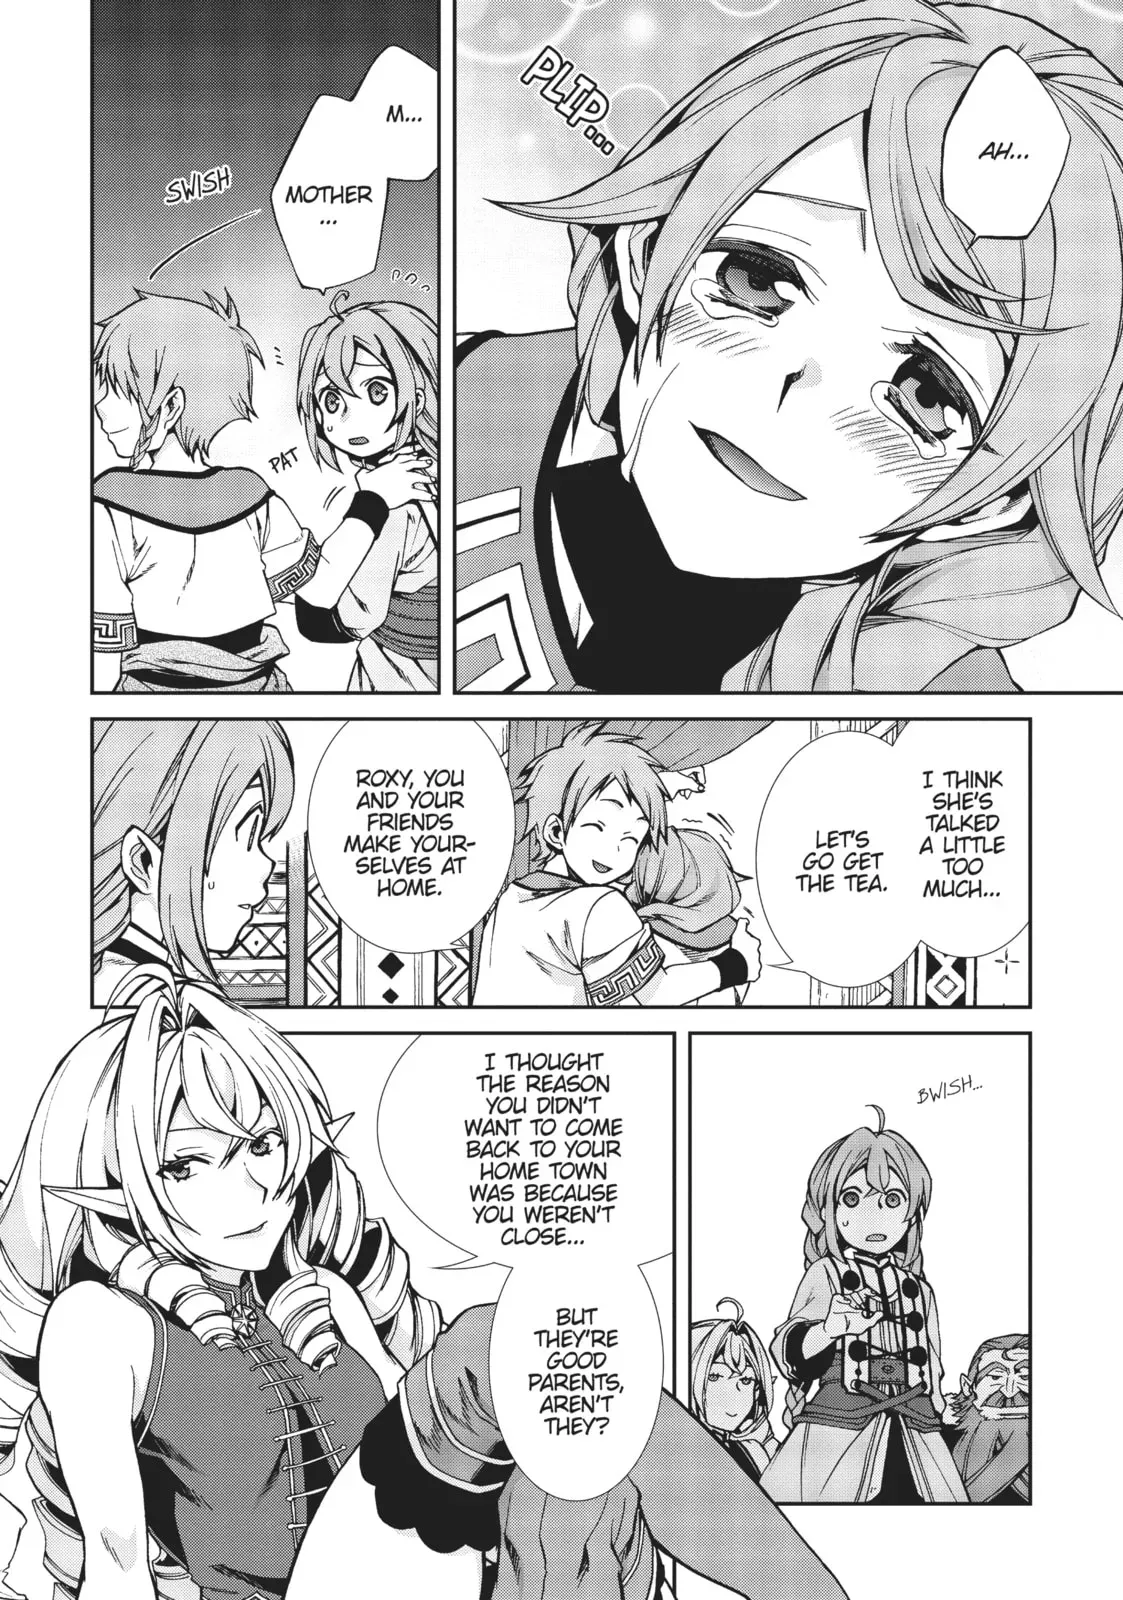 AH...
PLIP...
M...
MOTHER
...
SWISH
PAT
I THINK
SHE'S
TALKED
A LITTLE
TOO
MUCH...
LET'S
GO GET
THE TEA.
ROXY, YOU
AND YOUR
FRIENDS
MAKE YOUR-
SELVES AT
HOME.
BWISH...
I THOUGHT
THE REASON
YOU DIDN'T
WANT TO COME
BACK TO YOUR
HOME TOWN
WAS BECAUSE
YOU WEREN'T
CLOSE...
BUT
THEY'RE
GOOD
PARENTS,
AREN'T
THEY?